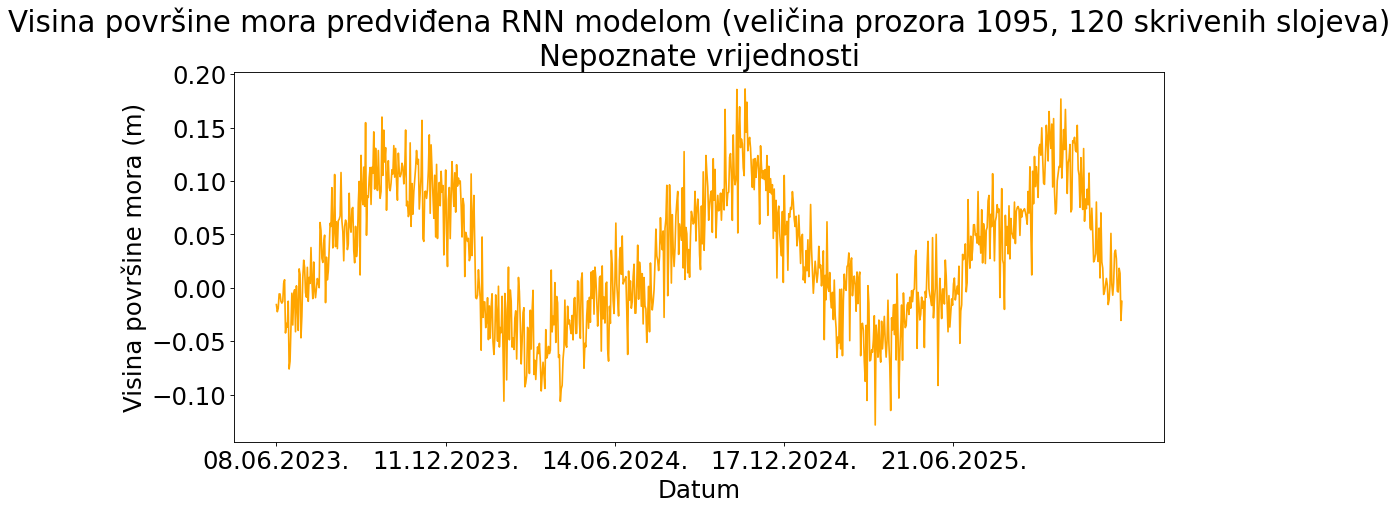 Visina površine mora predviđena RNN modelom (veličina prozora 1095, 120 skrivenih slojeva)
Nepoznate vrijednosti
Visina površine mora (m)
0.20
0.15
0.10
0.05
0.00
−0.05
−0.10
08.06.2023. 11.12.2023. 14.06.2024. 17.12.2024. 21.06.2025.
Datum